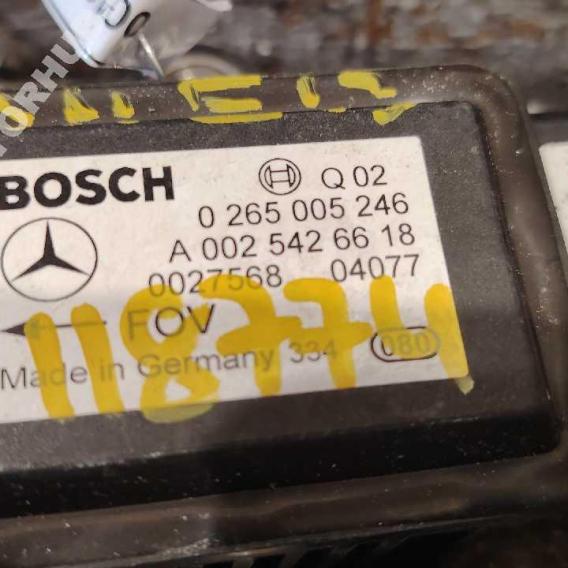 BOSCH
Q 02
0 265 005 246
A 002 542 66 18
0027568 04077
FOV
118774
Made in Germany 334 080